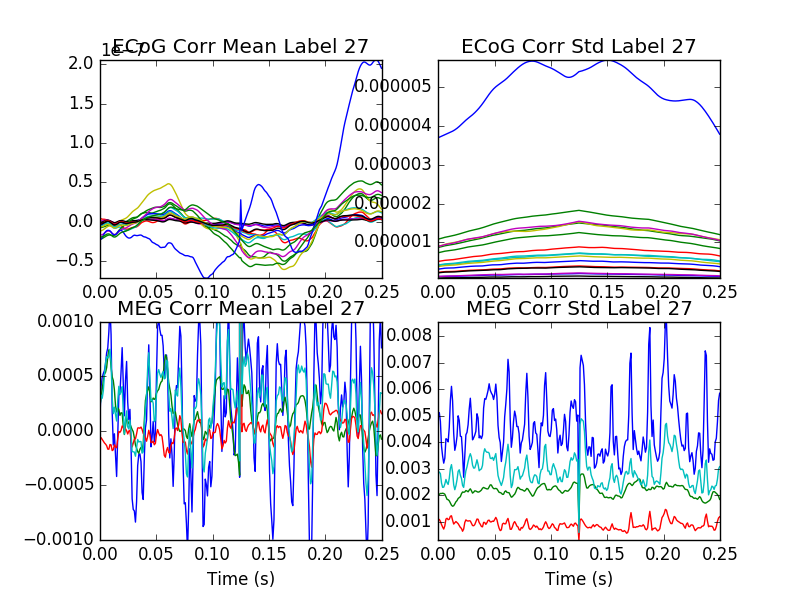 ECoG Corr Mean Label 27
1e−7
2.0
1.5
1.0
0.5
0.0
−0.5
0.00 0.05 0.10 0.15 0.20 0.25
ECoG Corr Std Label 27
0.000005
0.000004
0.000003
0.000002
0.000001
0.00 0.05 0.10 0.15 0.20 0.25
MEG Corr Mean Label 27
0.0010
0.0005
0.0000
−0.0005
−0.0010
0.00 0.05 0.10 0.15 0.20 0.25
Time (s)
MEG Corr Std Label 27
0.008
0.007
0.006
0.005
0.004
0.003
0.002
0.001
0.00 0.05 0.10 0.15 0.20 0.25
Time (s)